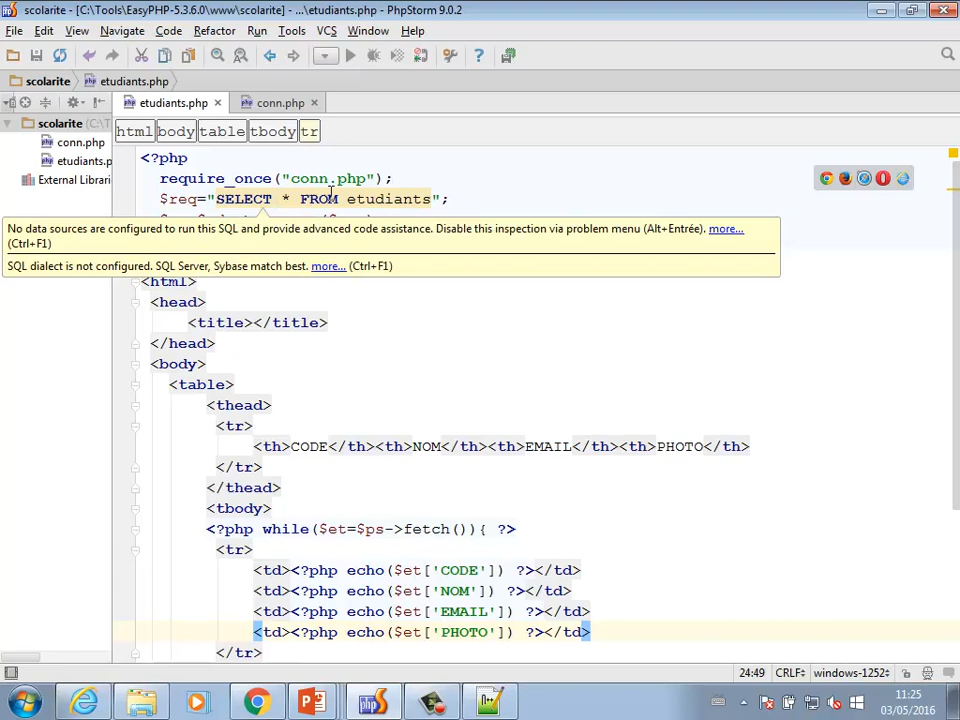 scolarite - [C:\Tools\EasyPHP-5.3.6.0\www\scolarite] - ...\etudiants.php - PhpStorm 9.0.2
File Edit View Navigate Code Refactor Run Tools VCS Window Help
scolarite etudiants.php
etudiants.php conn.php
scolarite (C:\T
conn.php
etudiants.p
External Librari
html body table tbody tr
<?php
require_once("conn.php");
$req="SELECT * FROM etudiants";
No data sources are configured to run this SQL and provide advanced code assistance. Disable this inspection via problem menu (Alt+Entrée). more...
(Ctrl+F1)
SQL dialect is not configured. SQL Server, Sybase match best. more... (Ctrl+F1)
<html>
<head>
<title></title>
</head>
<body>
<table>
<thead>
<tr>
<th>CODE</th><th>NOM</th><th>EMAIL</th><th>PHOTO</th>
</tr>
</thead>
<tbody>
<?php while($et=$ps->fetch()){ ?>
<tr>
<td><?php echo($et['CODE']) ?></td>
<td><?php echo($et['NOM']) ?></td>
<td><?php echo($et['EMAIL']) ?></td>
<td><?php echo($et['PHOTO']) ?></td>
</tr>
24:49 CRLF windows-1252
11:25
03/05/2016